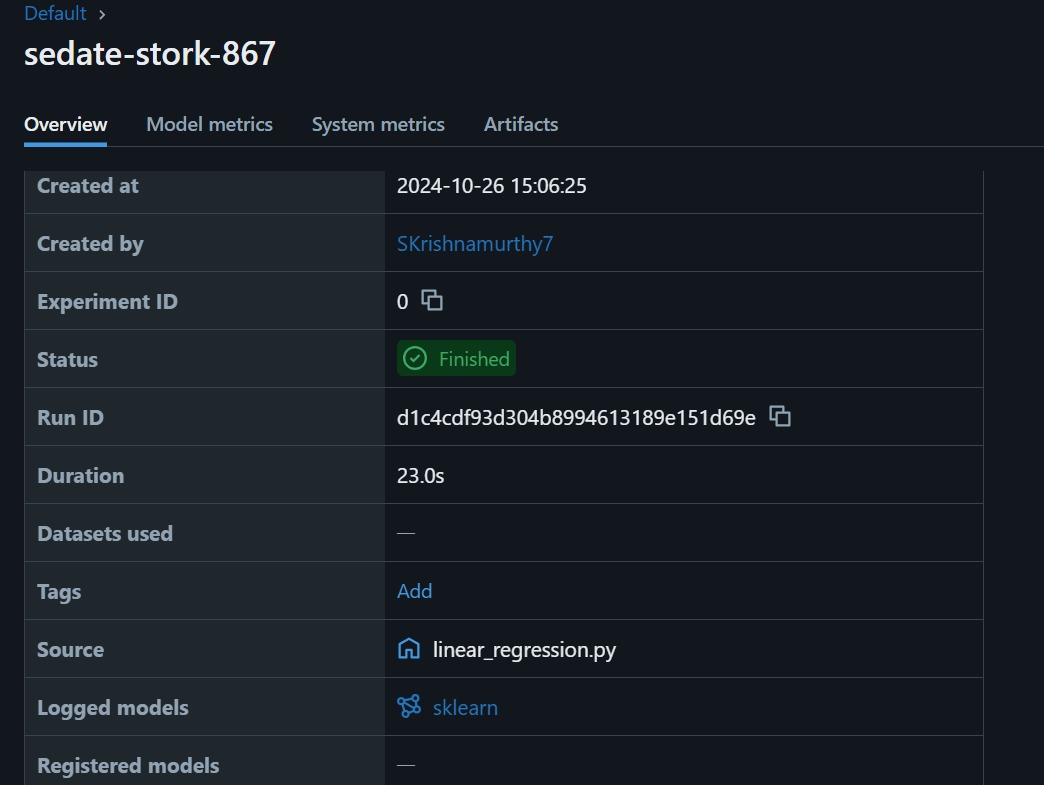 Default >
sedate-stork-867
Overview Model metrics System metrics Artifacts
Created at 2024-10-26 15:06:25
Created by SKrishnamurthy7
Experiment ID 0
Status Finished
Run ID d1c4cdf93d304b8994613189e151d69e
Duration 23.0s
Datasets used —
Tags Add
Source linear_regression.py
Logged models sklearn
Registered models —